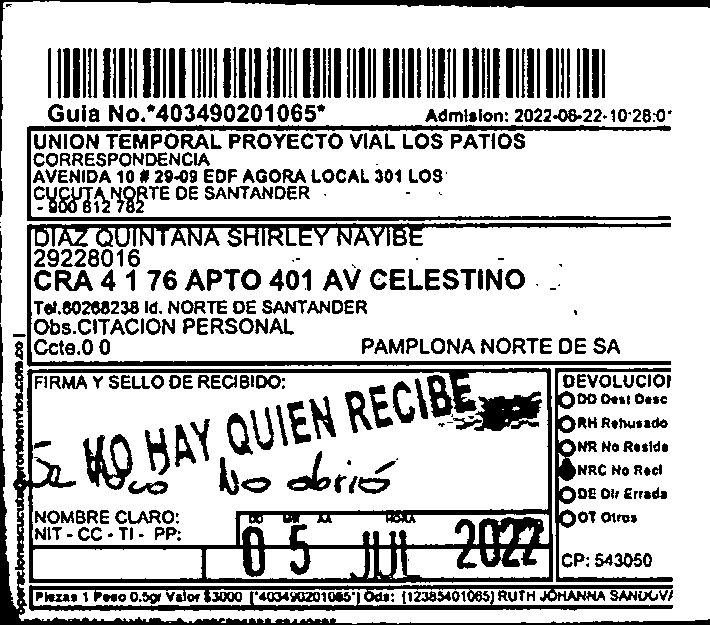 Guia No.*403490201065*
Admision: 2022-06-22-10:28:0
UNION TEMPORAL PROYECTO VIAL LOS PATIOS
CORRESPONDENCIA
AVENIDA 10 # 29-09 EDF AGORA LOCAL 301 LOS
CUCUTA NORTE DE SANTANDER
- 900 812 782
DIAZ QUINTANA SHIRLEY NAYIBE
29228016
CRA 4 1 76 APTO 401 AV CELESTINO
Tel.60268238 Id. NORTE DE SANTANDER
Obs.CITACION PERSONAL
Ccte.0 0
PAMPLONA NORTE DE SA
FIRMA Y SELLO DE RECIBIDO:
NO HAY QUIEN RECIBE
Se toco No abrió
NOMBRE CLARO:
NIT - CC - TI - PP:
DD MM AA HORA
05 JUL 2022
DEVOLUCION
DD Dest Desc
RH Rehusado
NR No Reside
NRC No Reci
DE Dir Errada
OT Otros
CP: 543050
Piezas 1 Peso 0.5gr Valor $3000 (*403490201065*) Ods: (12385401065) RUTH JOHANNA SANDOVA